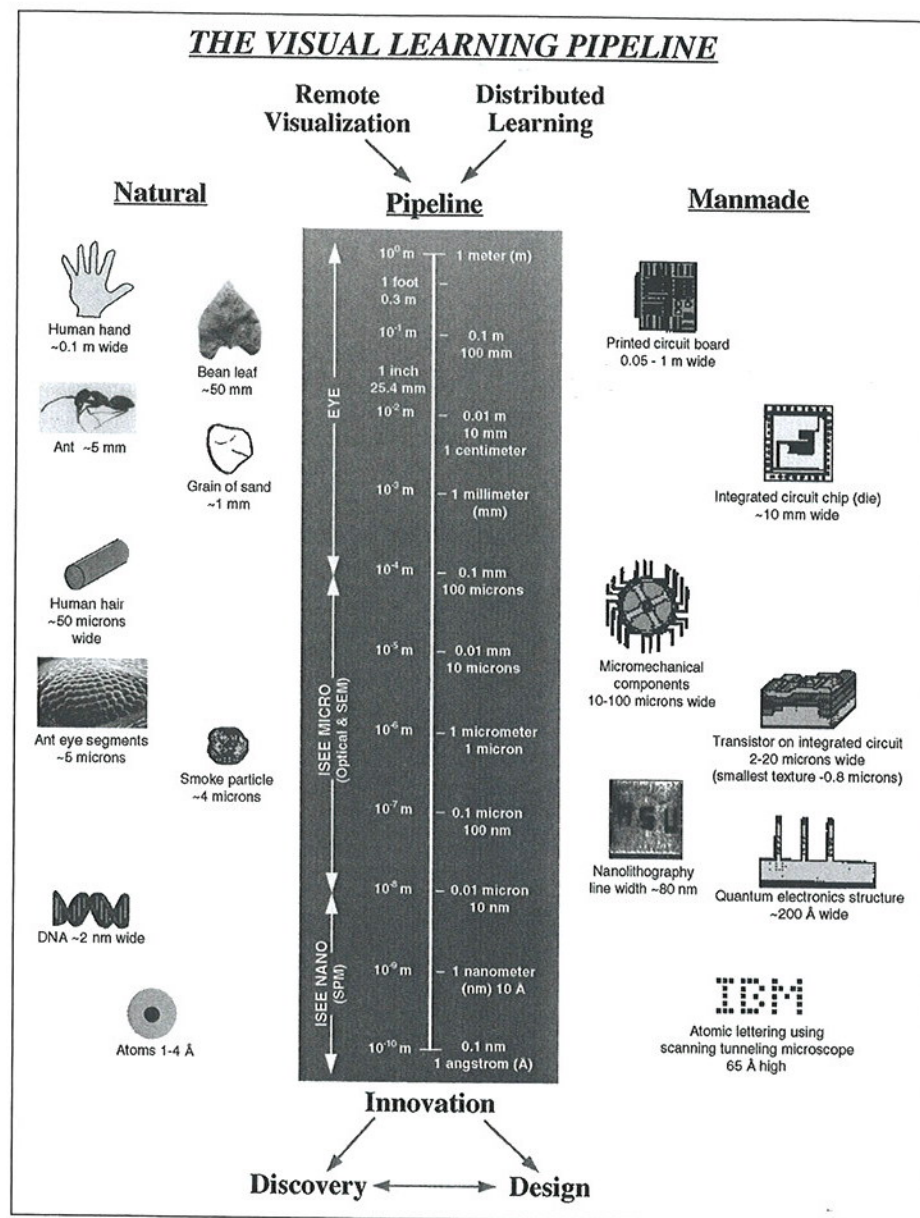 THE VISUAL LEARNING PIPELINE
Remote
Visualization
Distributed
Learning
Natural
Pipeline
Manmade
Human hand
~0.1 m wide
Bean leaf
~50 mm
Ant ~5 mm
Grain of sand
~1 mm
Human hair
~50 microns
wide
Ant eye segments
~5 microns
Smoke particle
~4 microns
DNA ~2 nm wide
Atoms 1-4 Å
EYE
ISEE MICRO
(Optical & SEM)
ISEE NANO
(SPM)
10⁰ m
1 meter (m)
1 foot
0.3 m
10⁻¹ m
0.1 m
100 mm
1 inch
25.4 mm
10⁻² m
0.01 m
10 mm
1 centimeter
10⁻³ m
1 millimeter
(mm)
10⁻⁴ m
0.1 mm
100 microns
10⁻⁵ m
0.01 mm
10 microns
10⁻⁶ m
1 micrometer
1 micron
10⁻⁷ m
0.1 micron
100 nm
10⁻⁸ m
0.01 micron
10 nm
10⁻⁹ m
1 nanometer
(nm) 10 Å
10⁻¹⁰ m
0.1 nm
1 angstrom (Å)
Printed circuit board
0.05 - 1 m wide
Integrated circuit chip (die)
~10 mm wide
Micromechanical
components
10-100 microns wide
Transistor on integrated circuit
2-20 microns wide
(smallest texture -0.8 microns)
ASU
Nanolithography
line width ~80 nm
Quantum electronics structure
~200 Å wide
IBM
Atomic lettering using
scanning tunneling microscope
65 Å high
Innovation
Discovery
Design